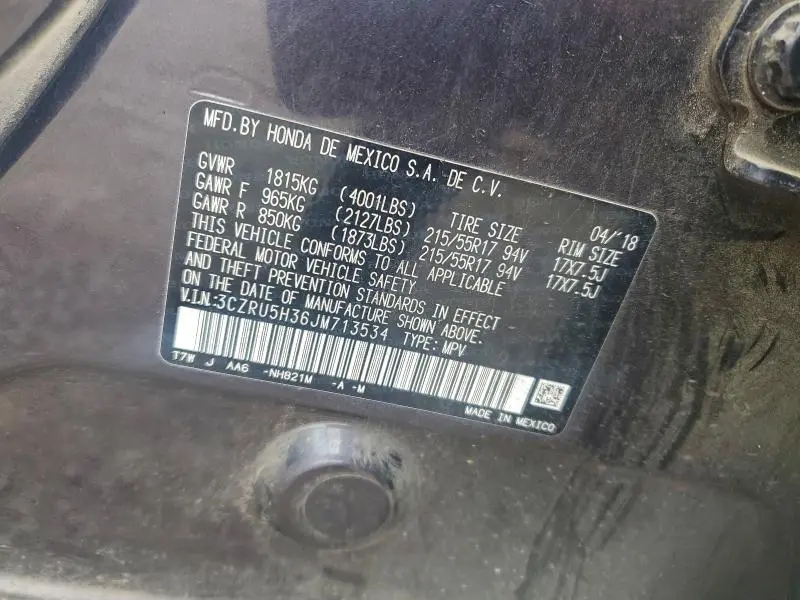 MFD.BY HONDA DE MEXICO S.A. DE C.V.
04/'18
GVWR 1815KG (4001LBS) TIRE SIZE RIM SIZE
GAWR F 965KG (2127LBS) 215/55R17 94V 17X7.5J
GAWR R 850KG (1873LBS) 215/55R17 94V 17X7.5J
THIS VEHICLE CONFORMS TO ALL APPLICABLE
FEDERAL MOTOR VEHICLE SAFETY
AND THEFT PREVENTION STANDARDS IN EFFECT
ON THE DATE OF MANUFACTURE SHOWN ABOVE.
V.I.N:3CZRU5H36JM713534 TYPE: MPV
T7W J AA6 -NH821M -A -M
MADE IN MEXICO